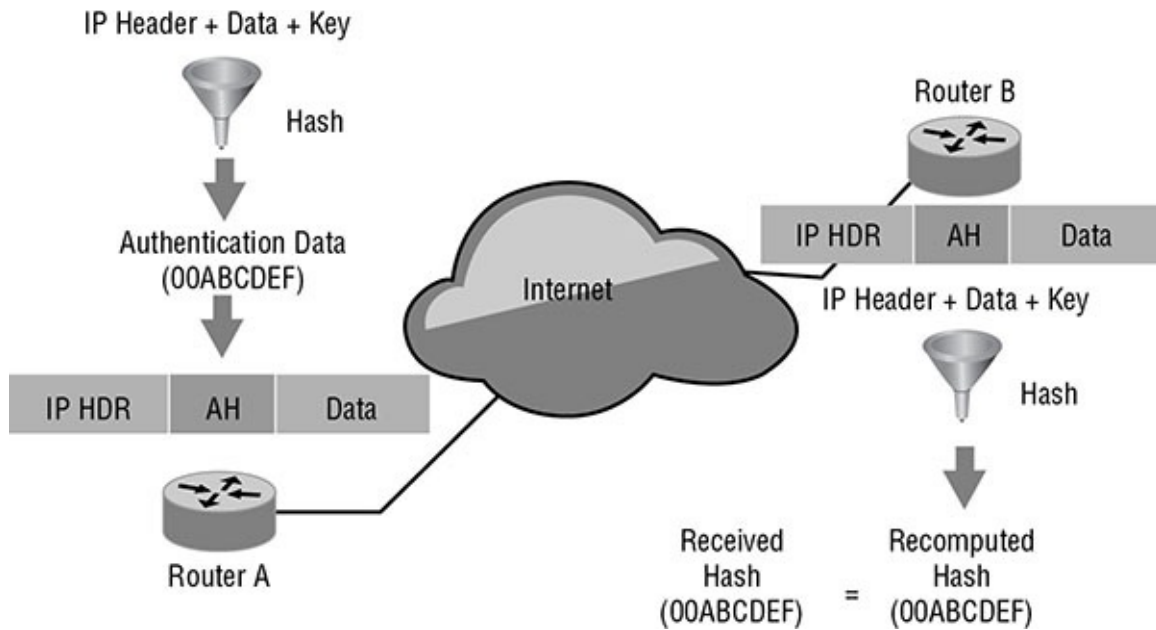 IP Header + Data + Key
Hash
Authentication Data
(00ABCDEF)
IP HDR AH Data
Router A
Internet
Router B
IP HDR AH Data
IP Header + Data + Key
Hash
Received
Hash
(00ABCDEF)
=
Recomputed
Hash
(00ABCDEF)